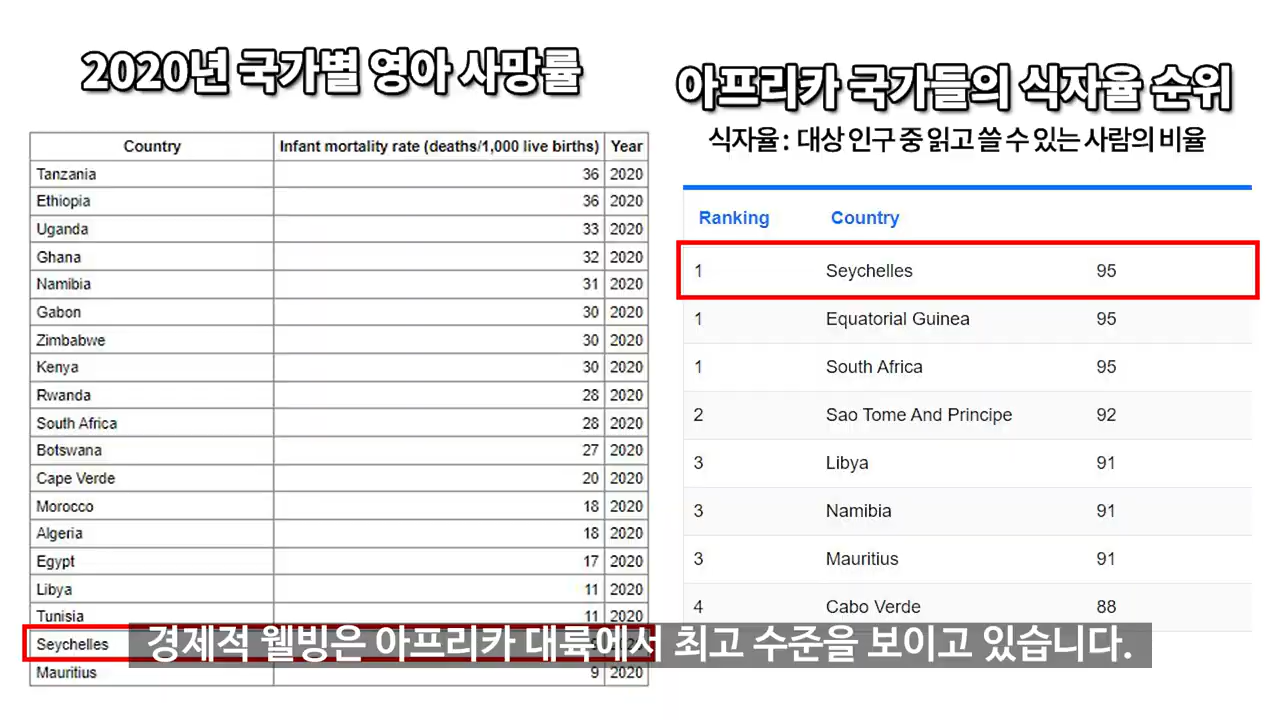 2020년 국가별 영아 사망률
Country Infant mortality rate (deaths/1,000 live births) Year
Tanzania 36 2020
Ethiopia 36 2020
Uganda 33 2020
Ghana 32 2020
Namibia 31 2020
Gabon 30 2020
Zimbabwe 30 2020
Kenya 30 2020
Rwanda 28 2020
South Africa 28 2020
Botswana 27 2020
Cape Verde 20 2020
Morocco 18 2020
Algeria 18 2020
Egypt 17 2020
Libya 11 2020
Tunisia 11 2020
Seychelles
Mauritius 9 2020
아프리카 국가들의 식자율 순위
식자율 : 대상 인구 중 읽고 쓸 수 있는 사람의 비율
Ranking Country
1 Seychelles 95
1 Equatorial Guinea 95
1 South Africa 95
2 Sao Tome And Principe 92
3 Libya 91
3 Namibia 91
3 Mauritius 91
4 Cabo Verde 88
경제적 웰빙은 아프리카 대륙에서 최고 수준을 보이고 있습니다.